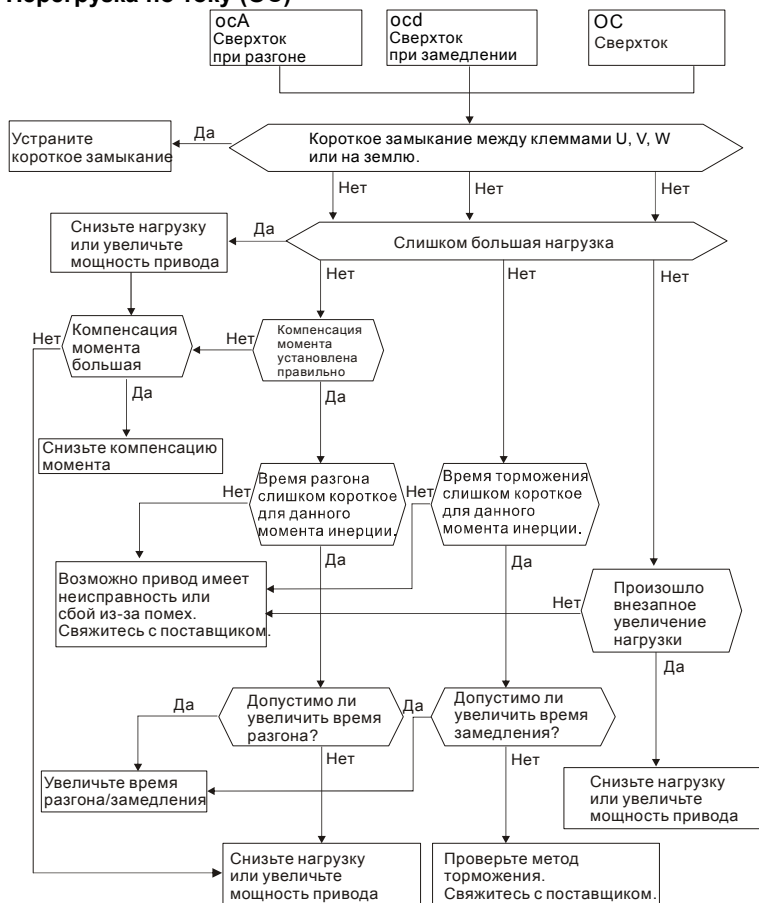 Перегрузка по току (OC)
ocA
Сверхток
при разгоне
ocd
Сверхток
при замедлении
OC
Сверхток
Устраните
короткое замыкание
Да
Короткое замыкание между клеммами U, V, W
или на землю.
Нет
Нет
Нет
Снизьте нагрузку
или увеличьте
мощность привода
Да
Слишком большая нагрузка
Нет
Нет
Нет
Нет
Компенсация
момента
большая
Нет
Компенсация
момента
установлена
правильно
Да
Да
Снизьте компенсацию
момента
Нет
Время разгона
слишком короткое
для данного
момента инерции.
Нет
Время торможения
слишком короткое
для данного
момента инерции.
Да
Да
Возможно привод имеет
неисправность или
сбой из-за помех.
Свяжитесь с поставщиком.
Нет
Произошло
внезапное
увеличение
нагрузки
Да
Да
Допустимо ли
увеличить время
разгона?
Да
Допустимо ли
увеличить время
замедления?
Нет
Нет
Увеличьте время
разгона/замедления
Снизьте нагрузку
или увеличьте
мощность привода
Снизьте нагрузку
или увеличьте
мощность привода
Проверьте метод
торможения.
Свяжитесь с поставщиком.